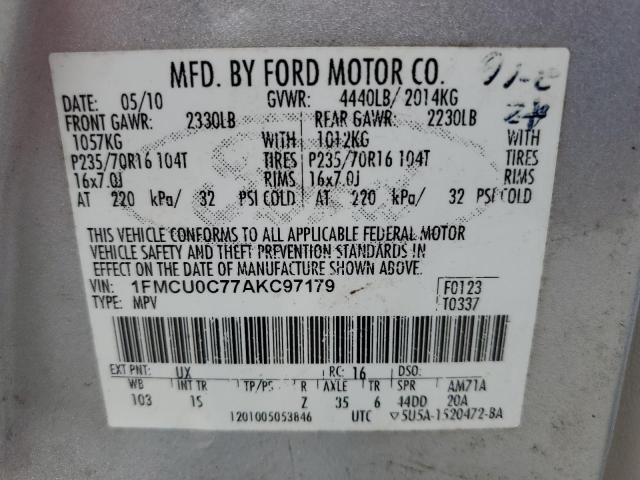 MFD. BY FORD MOTOR CO.
DATE: 05/10 GVWR: 4440LB/ 2014KG
FRONT GAWR: 2330LB REAR GAWR: 2230LB
1057KG WITH 1012KG WITH
P235/70R16 104T TIRES P235/70R16 104T TIRES
16x7.0J RIMS 16x7.0J RIMS
AT 220 kPa/ 32 PSI COLD AT 220 kPa/ 32 PSI COLD
THIS VEHICLE CONFORMS TO ALL APPLICABLE FEDERAL MOTOR
VEHICLE SAFETY AND THEFT PREVENTION STANDARDS IN
EFFECT ON THE DATE OF MANUFACTURE SHOWN ABOVE.
VIN: 1FMCU0C77AKC97179 F0123
TYPE: MPV T0337
EXT PNT: UX RC: 16 DSO:
WB INT TR TP/PS R AXLE TR SPR AM71A
103 1S Z 35 6 44DD 20A
1201005053846 UTC 5U5A-1520472-BA